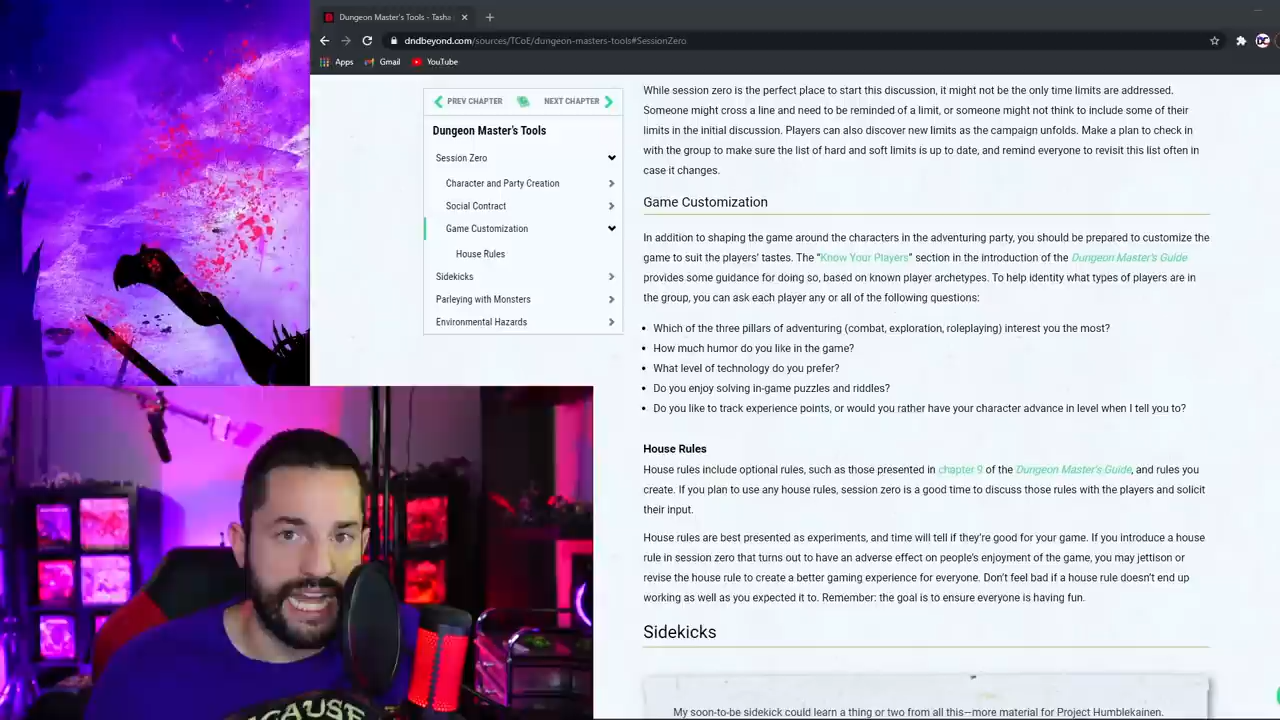 Dungeon Master's Tools - Tasha
dndbeyond.com/sources/TCoE/dungeon-masters-tools#SessionZero
Apps Gmail YouTube
PREV CHAPTER NEXT CHAPTER
Dungeon Master's Tools
Session Zero
Character and Party Creation
Social Contract
Game Customization
House Rules
Sidekicks
Parleying with Monsters
Environmental Hazards
While session zero is the perfect place to start this discussion, it might not be the only time limits are addressed.
Someone might cross a line and need to be reminded of a limit, or someone might not think to include some of their
limits in the initial discussion. Players can also discover new limits as the campaign unfolds. Make a plan to check in
with the group to make sure the list of hard and soft limits is up to date, and remind everyone to revisit this list often in
case it changes.
Game Customization
In addition to shaping the game around the characters in the adventuring party, you should be prepared to customize the
game to suit the players' tastes. The "Know Your Players" section in the introduction of the Dungeon Master's Guide
provides some guidance for doing so, based on known player archetypes. To help identify what types of players are in
the group, you can ask each player any or all of the following questions:
• Which of the three pillars of adventuring (combat, exploration, roleplaying) interest you the most?
• How much humor do you like in the game?
• What level of technology do you prefer?
• Do you enjoy solving in-game puzzles and riddles?
• Do you like to track experience points, or would you rather have your character advance in level when I tell you to?
House Rules
House rules include optional rules, such as those presented in chapter 9 of the Dungeon Master's Guide, and rules you
create. If you plan to use any house rules, session zero is a good time to discuss those rules with the players and solicit
their input.
House rules are best presented as experiments, and time will tell if they're good for your game. If you introduce a house
rule in session zero that turns out to have an adverse effect on people's enjoyment of the game, you may jettison or
revise the house rule to create a better gaming experience for everyone. Don't feel bad if a house rule doesn't end up
working as well as you expected it to. Remember: the goal is to ensure everyone is having fun.
Sidekicks
My soon-to-be sidekick could learn a thing or two from all this—more material for Project Humblekemen.
CAUSE